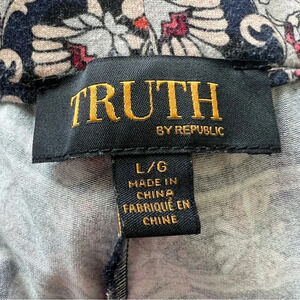 TRUTH
BY REPUBLIC
L/G
MADE IN
CHINA
FABRIQUÉ EN
CHINE